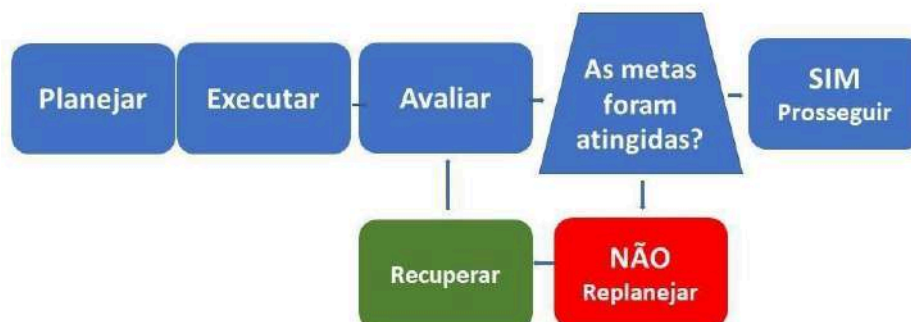 Planejar
Executar
Avaliar
As metas
foram
atingidas?
SIM
Prosseguir
Recuperar
NÃO
Replanejar